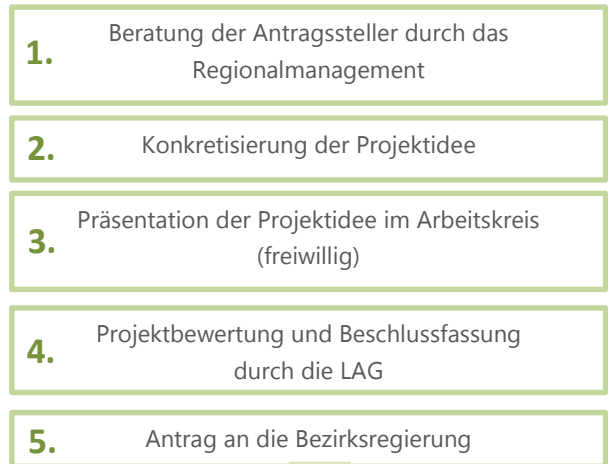 1. Beratung der Antragssteller durch das
Regionalmanagement
2. Konkretisierung der Projektidee
3. Präsentation der Projektidee im Arbeitskreis
(freiwillig)
4. Projektbewertung und Beschlussfassung
durch die LAG
5. Antrag an die Bezirksregierung